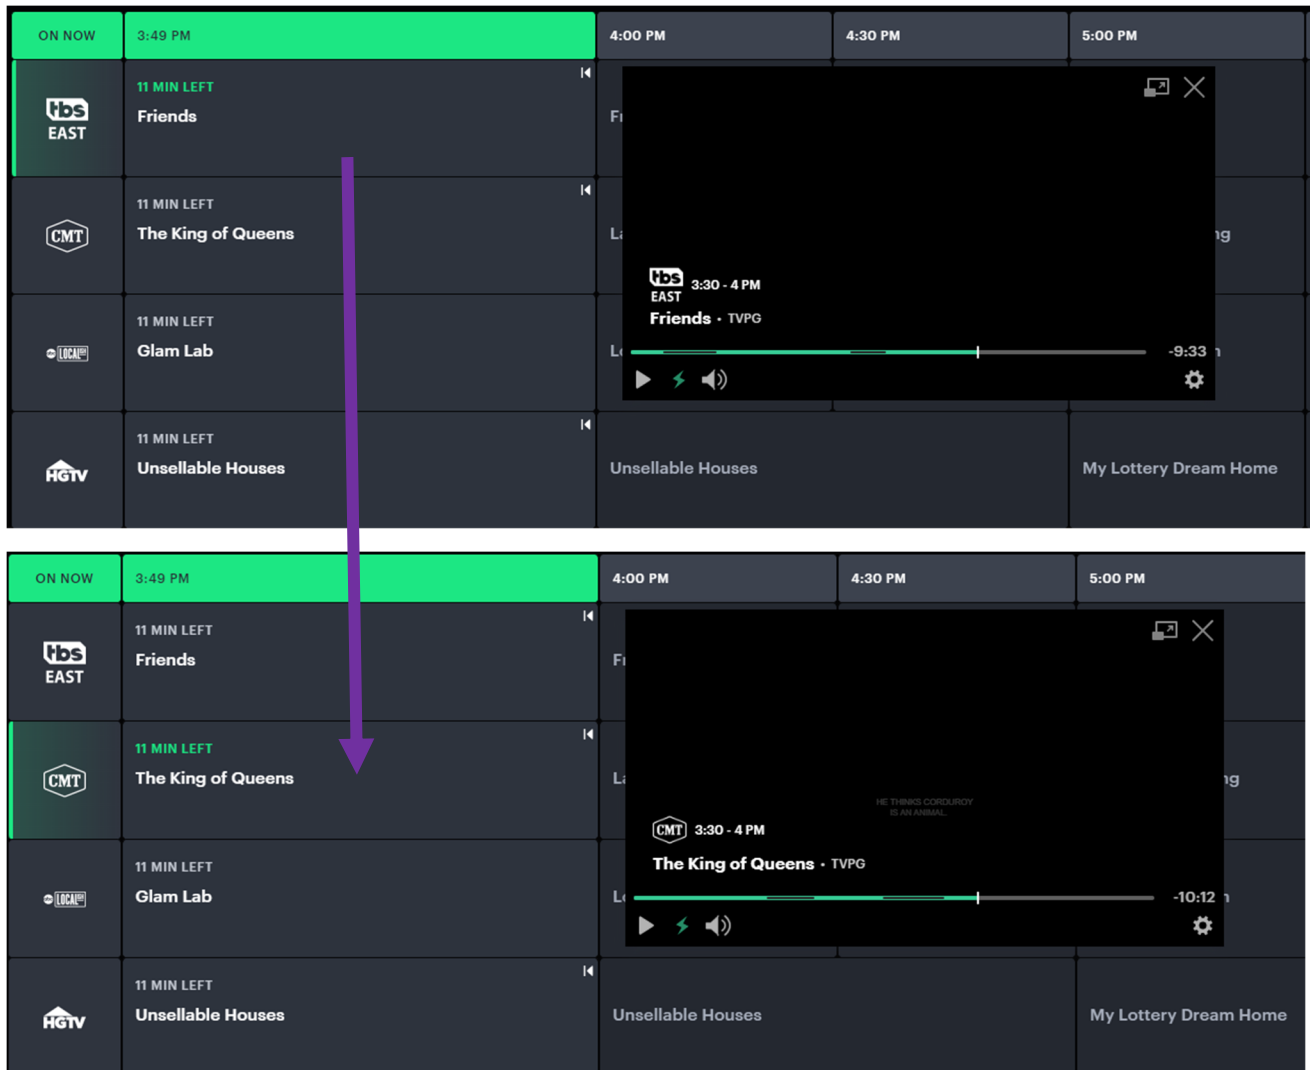 ON NOW
3:49 PM
4:00 PM
4:30 PM
5:00 PM
tbs
EAST
11 MIN LEFT
Friends
Fr
CMT
11 MIN LEFT
The King of Queens
ng
tbs
EAST
3:30 - 4 PM
Friends · TVPG
-9:33
LOCAL
11 MIN LEFT
Glam Lab
HGTV
11 MIN LEFT
Unsellable Houses
Unsellable Houses
My Lottery Dream Home
ON NOW
3:49 PM
4:00 PM
4:30 PM
5:00 PM
tbs
EAST
11 MIN LEFT
Friends
Fr
CMT
11 MIN LEFT
The King of Queens
ng
HE THINKS CORDUROY
IS AN ANIMAL.
CMT
3:30 - 4 PM
The King of Queens · TVPG
-10:12
LOCAL
11 MIN LEFT
Glam Lab
HGTV
11 MIN LEFT
Unsellable Houses
Unsellable Houses
My Lottery Dream Home